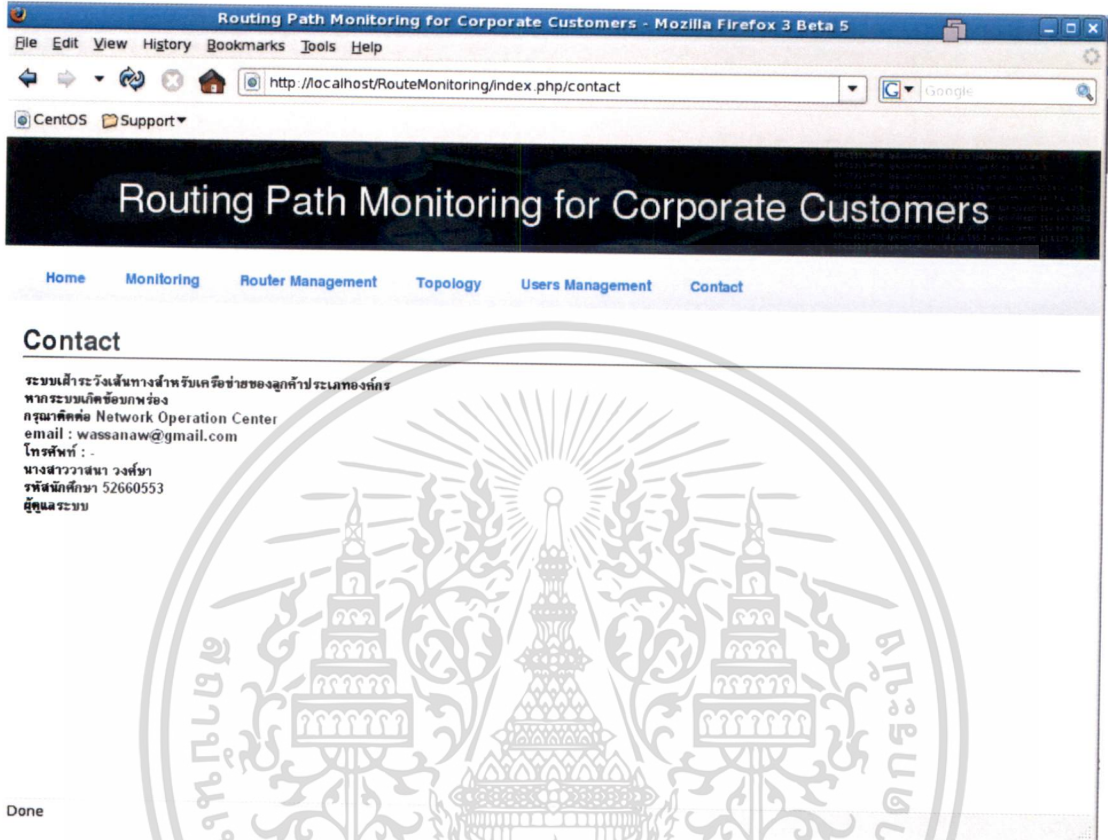 Routing Path Monitoring for Corporate Customers - Mozilla Firefox 3 Beta 5
File Edit View History Bookmarks Tools Help
http://localhost/RouteMonitoring/index.php/contact
Google
CentOS Support
Routing Path Monitoring for Corporate Customers
Home Monitoring Router Management Topology Users Management Contact
Contact
ระบบเฝ้าระวังเส้นทางสำหรับเครือข่ายของลูกค้าประเภทองค์กร
หากระบบเกิดข้อบกพร่อง
กรุณาติดต่อ Network Operation Center
email : wassanaw@gmail.com
โทรศัพท์ : -
นางสาววาสนา วงศ์ษา
รหัสนักศึกษา 52660553
ผู้ดูแลระบบ
Done